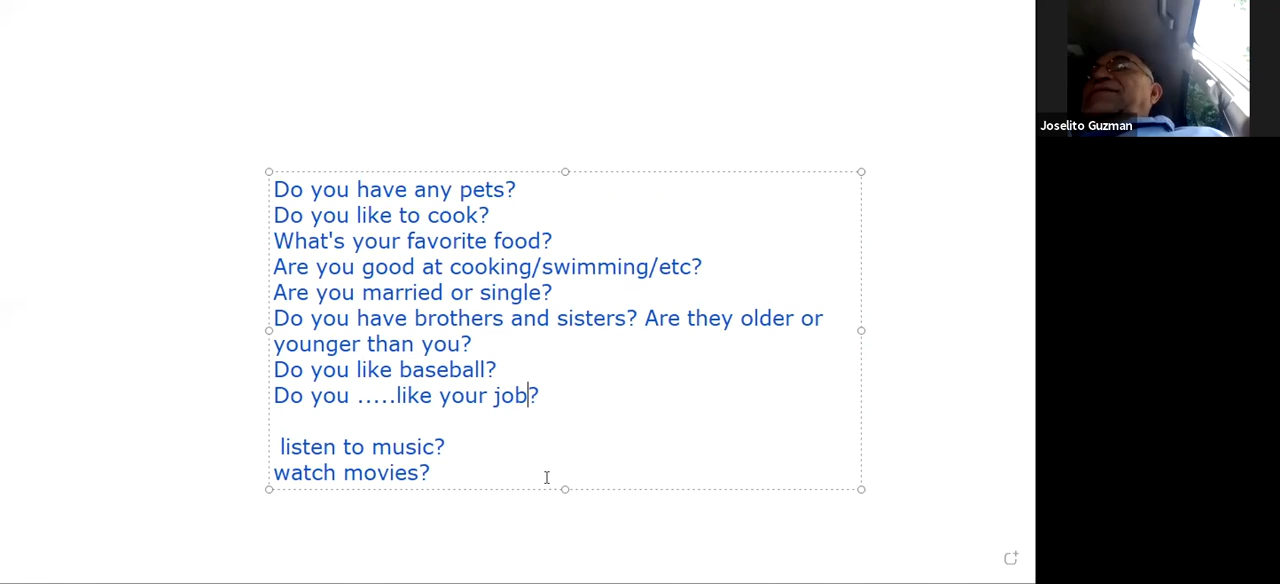 Do you have any pets?
Do you like to cook?
What's your favorite food?
Are you good at cooking/swimming/etc?
Are you married or single?
Do you have brothers and sisters? Are they older or
younger than you?
Do you like baseball?
Do you .....like your job?
listen to music?
watch movies?
Joselito Guzman